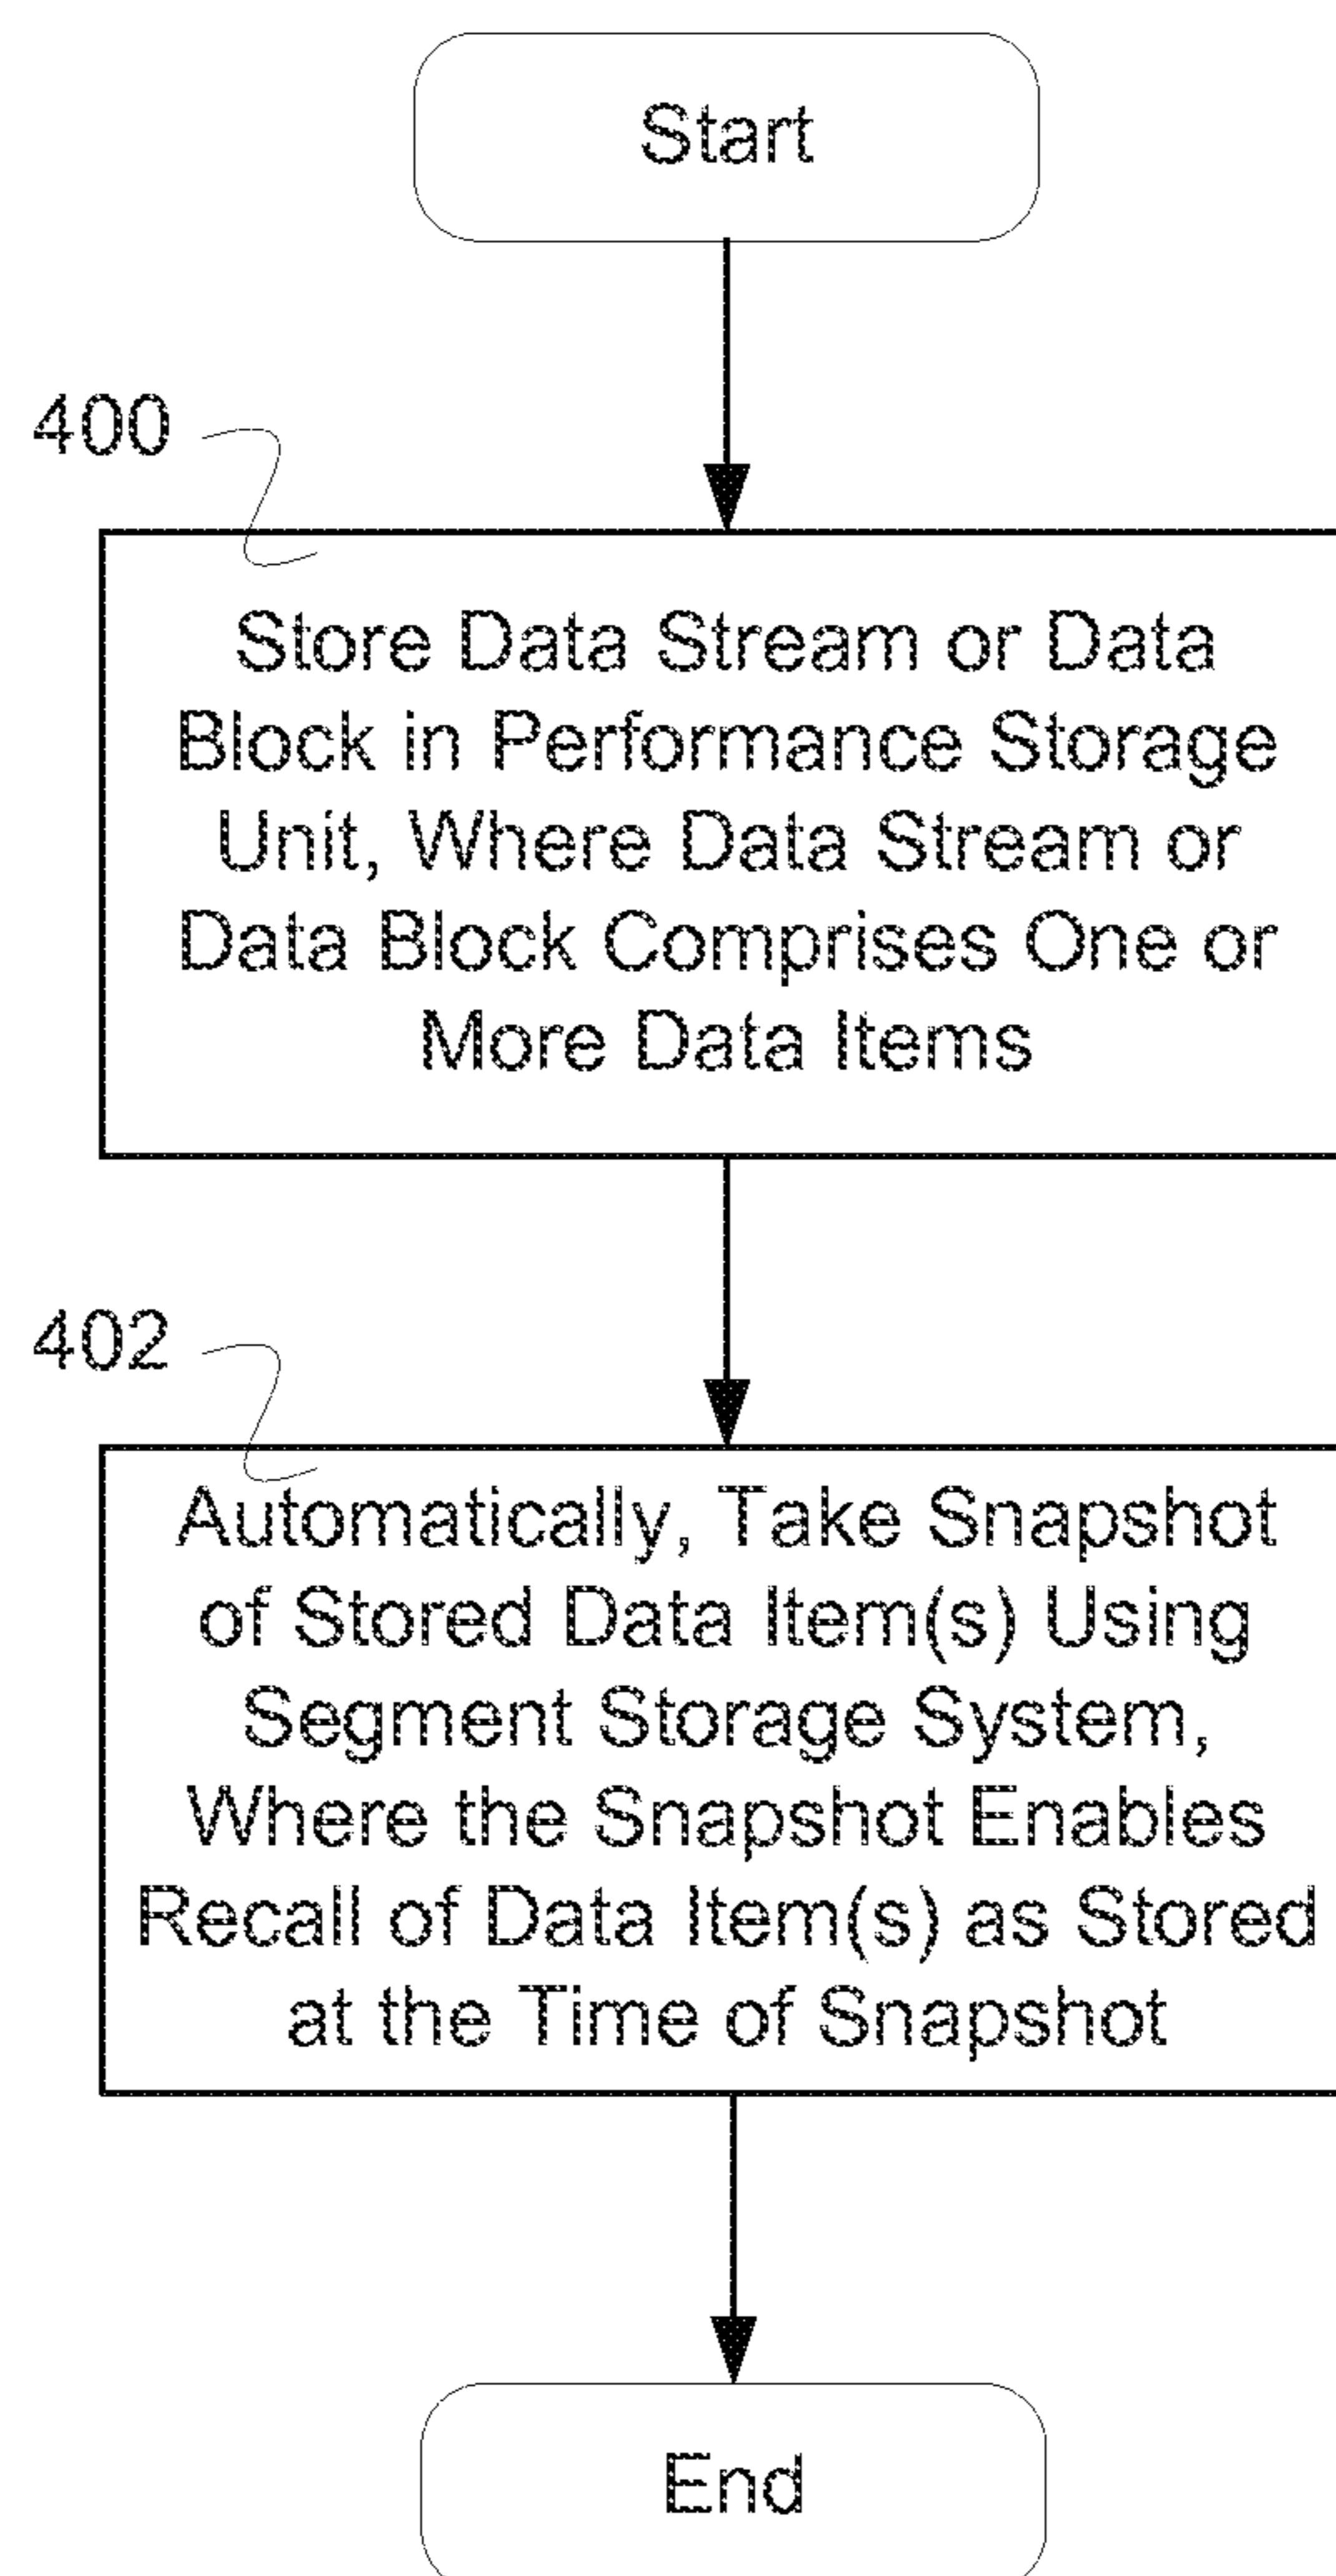 Start
400
Store Data Stream or Data
Block in Performance Storage
Unit, Where Data Stream or
Data Block Comprises One or
More Data Items
402
Automatically, Take Snapshot
of Stored Data Item(s) Using
Segment Storage System,
Where the Snapshot Enables
Recall of Data Item(s) as Stored
at the Time of Snapshot
End